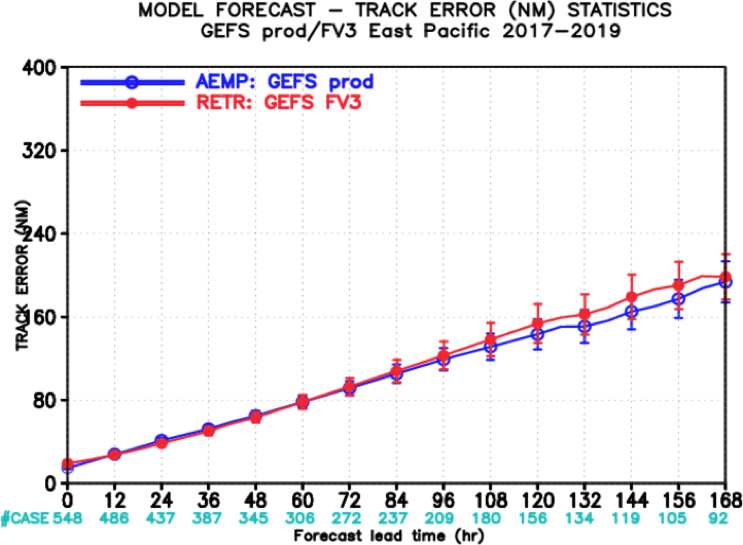 MODEL FORECAST — TRACK ERROR (NM) STATISTICS
GEFS prod/FV3 East Pacific 2017—2019
400
AEMP: GEFS prod
RETR: GEFS FV3
320
240
TRACK ERROR (NM)
160
80
0
0 12 24 36 48 60 72 84 96 108 120 132 144 156 168
#CASE 548 486 437 387 345 306 272 237 209 180 156 134 119 105 92
Forecast lead time (hr)